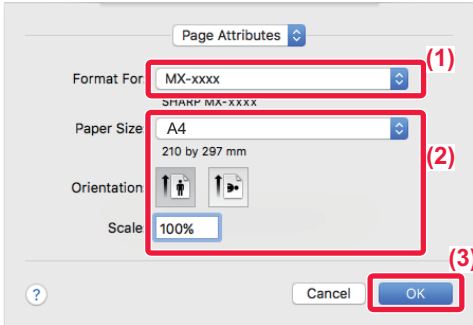 Page Attributes
(1)
Format For: MX-xxxx
SHARP MX-xxxx
Paper Size: A4
210 by 297 mm
(2)
Orientation:
Scale: 100%
(3)
? Cancel OK